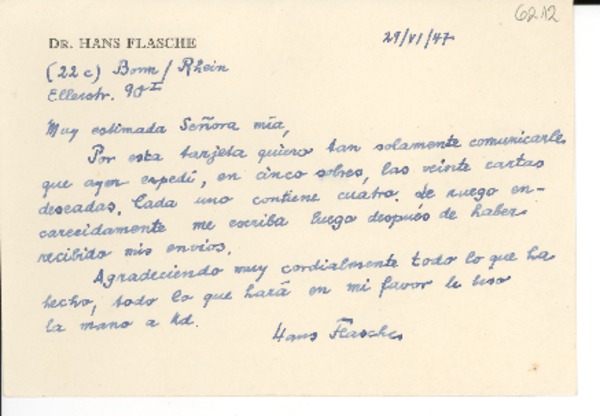 6212
DR. HANS FLASCHE
29/VI/47
(22c) Bonn/Rhein
Ellerstr. 90 I
Muy estimada Señora mía,
Por esta tarjeta quiero tan solamente comunicarle
que ayer expedí, en cinco sobres, las veinte cartas
deseadas. Cada uno contiene cuatro. Le ruego en-
carecidamente me escriba luego después de haber
recibido mis envíos.
Agradeciendo muy cordialmente todo lo que ha
hecho, todo lo que hará en mi favor le beso
la mano a Ud.
Hans Flasche